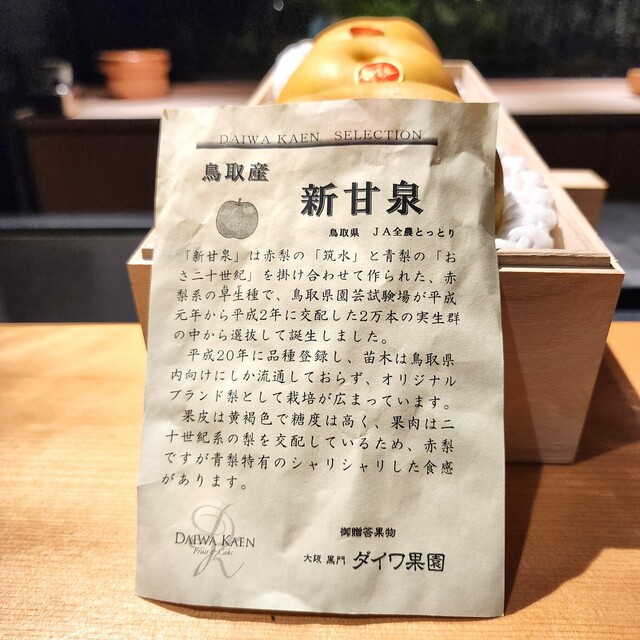 DAIWA KAEN SELECTION
鳥取産
新甘泉
鳥取県 JA全農とっとり
「新甘泉」は赤梨の「筑水」と青梨の「お
さ二十世紀」を掛け合わせて作られた、赤
梨系の早生種で、鳥取県園芸試験場が平成
元年から平成2年に交配した2万本の実生群
の中から選抜して誕生しました。
平成20年に品種登録し、苗木は鳥取県
内向けにしか流通しておらず、オリジナル
ブランド梨として栽培が広まっています。
果皮は黄褐色で糖度は高く、果肉は二
十世紀系の梨を交配しているため、赤梨
ですが青梨特有のシャリシャリした食感
があります。
DAIWA KAEN
Fruit & Cake
御贈答果物
大阪 黒門 ダイワ果園